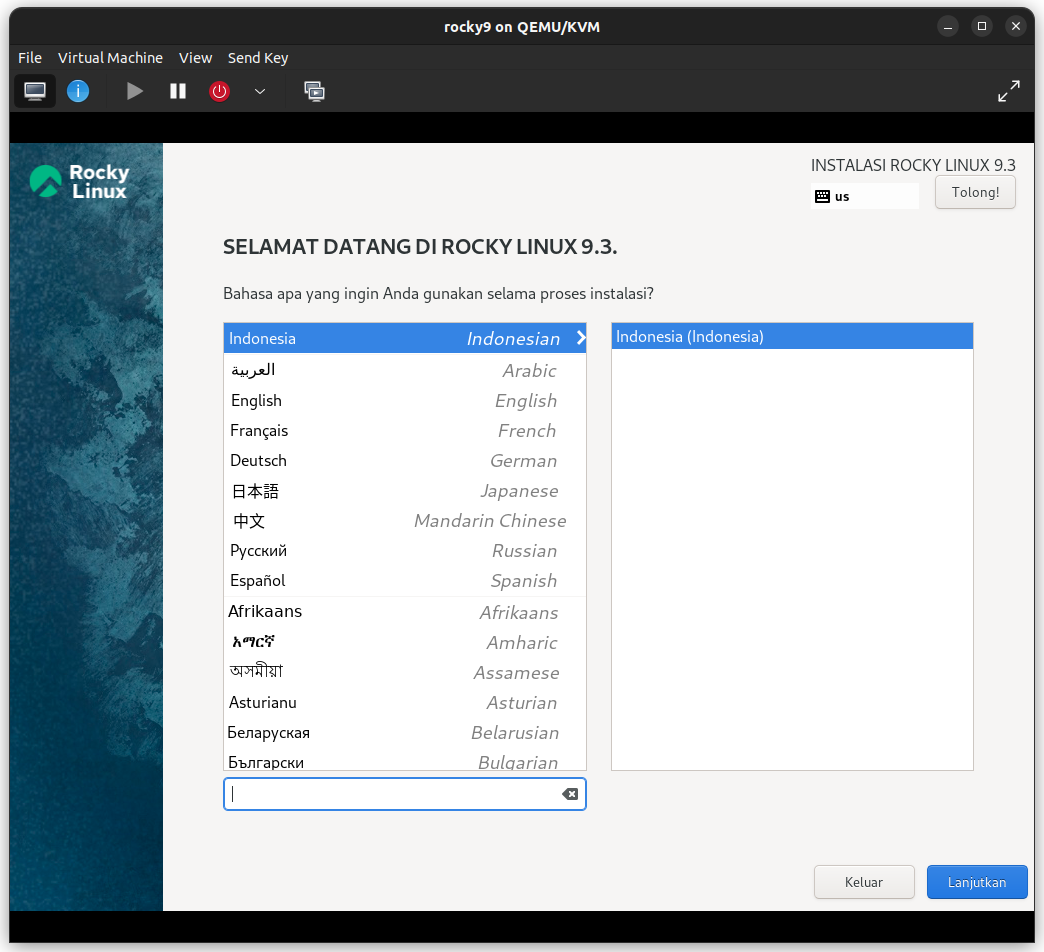 rocky9 on QEMU/KVM
File Virtual Machine View Send Key
Rocky Linux
INSTALASI ROCKY LINUX 9.3
us
Tolong!
SELAMAT DATANG DI ROCKY LINUX 9.3.
Bahasa apa yang ingin Anda gunakan selama proses instalasi?
Indonesia Indonesian
Indonesia (Indonesia)
العربية Arabic
English English
Français French
Deutsch German
日本語 Japanese
中文 Mandarin Chinese
Русский Russian
Español Spanish
Afrikaans Afrikaans
አማርኛ Amharic
অসমীয়া Assamese
Asturianu Asturian
Беларуская Belarusian
Български Bulgarian
Keluar
Lanjutkan